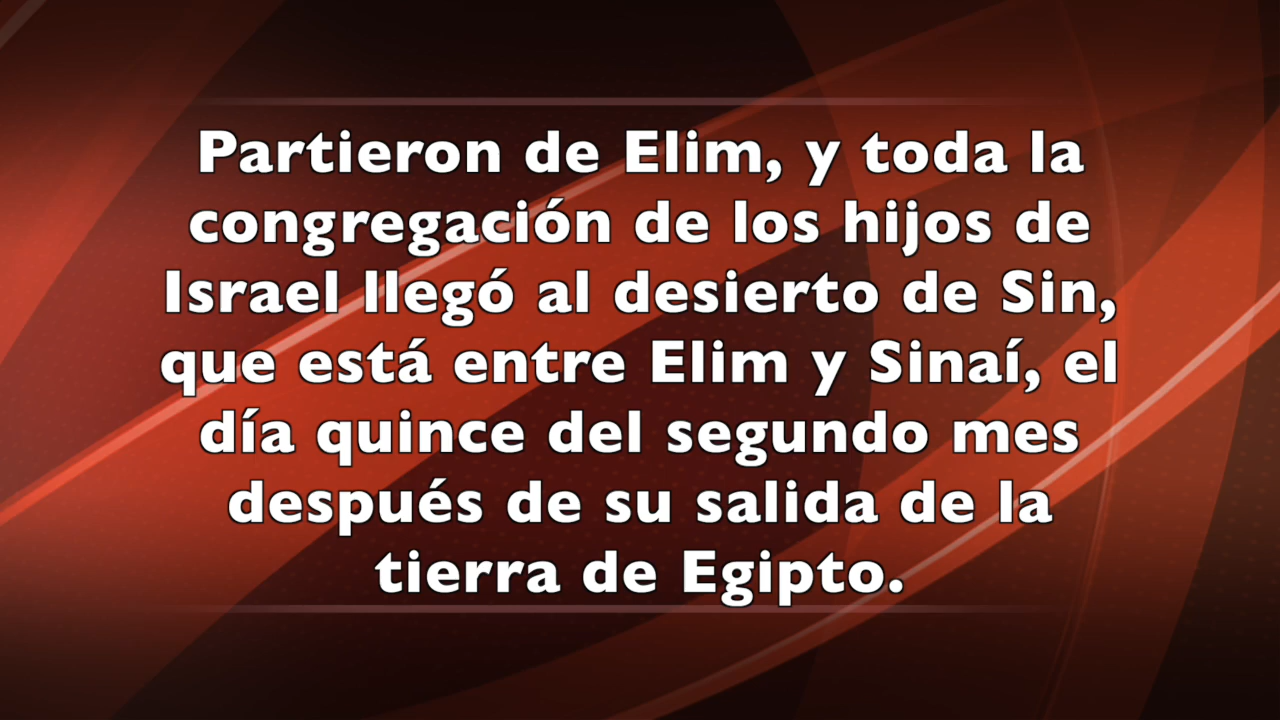 Partieron de Elim, y toda la
congregación de los hijos de
Israel llegó al desierto de Sin,
que está entre Elim y Sinaí, el
día quince del segundo mes
después de su salida de la
tierra de Egipto.